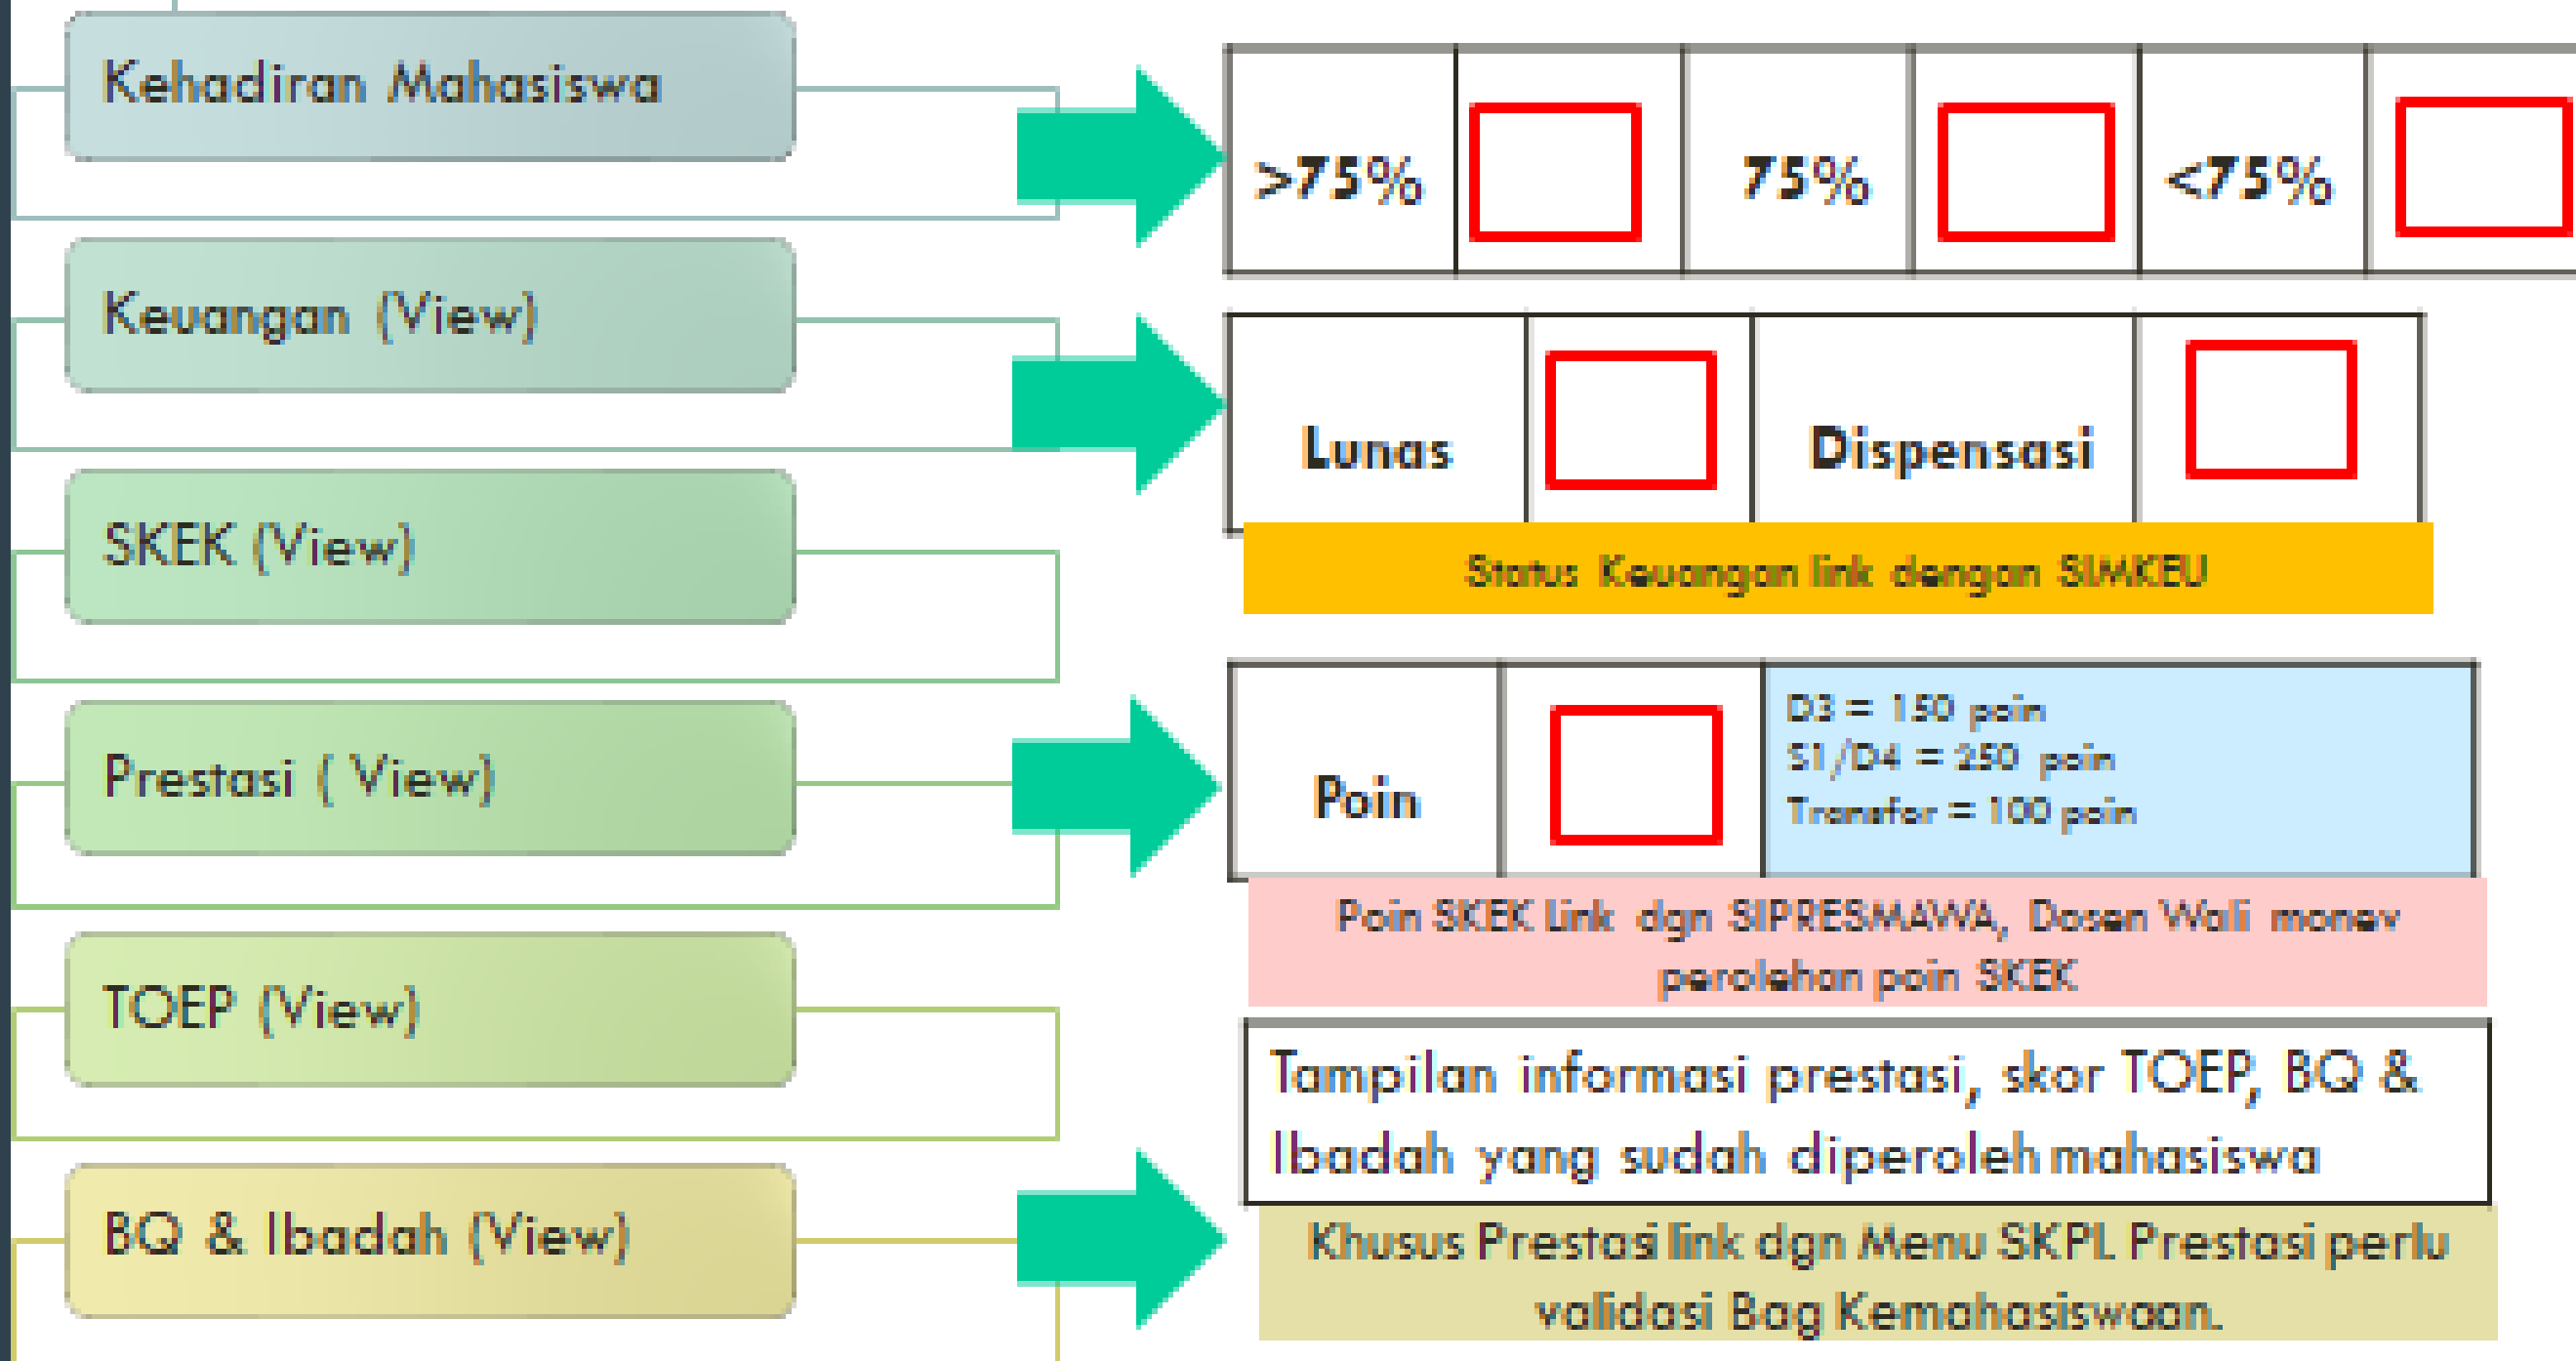 Kehadiran Mahasiswa
>75%
75%
<75%
Keuangan (View)
Lunas
Dispensasi
Status Keuangan link dengan SIMKEU
SKEK (View)
Prestasi ( View)
Poin
D3 = 150 poin
S1/D4 = 250 poin
Transfer = 100 poin
Poin SKEK Link dgn SIPRESMAWA, Dosen Wali monev
perolehan poin SKEK
TOEP (View)
Tampilan informasi prestasi, skor TOEP, BQ &
Ibadah yang sudah diperoleh mahasiswa
BQ & Ibadah (View)
Khusus Prestasi link dgn Menu SKPL Prestasi perlu
validasi Bag Kemahasiswaan.